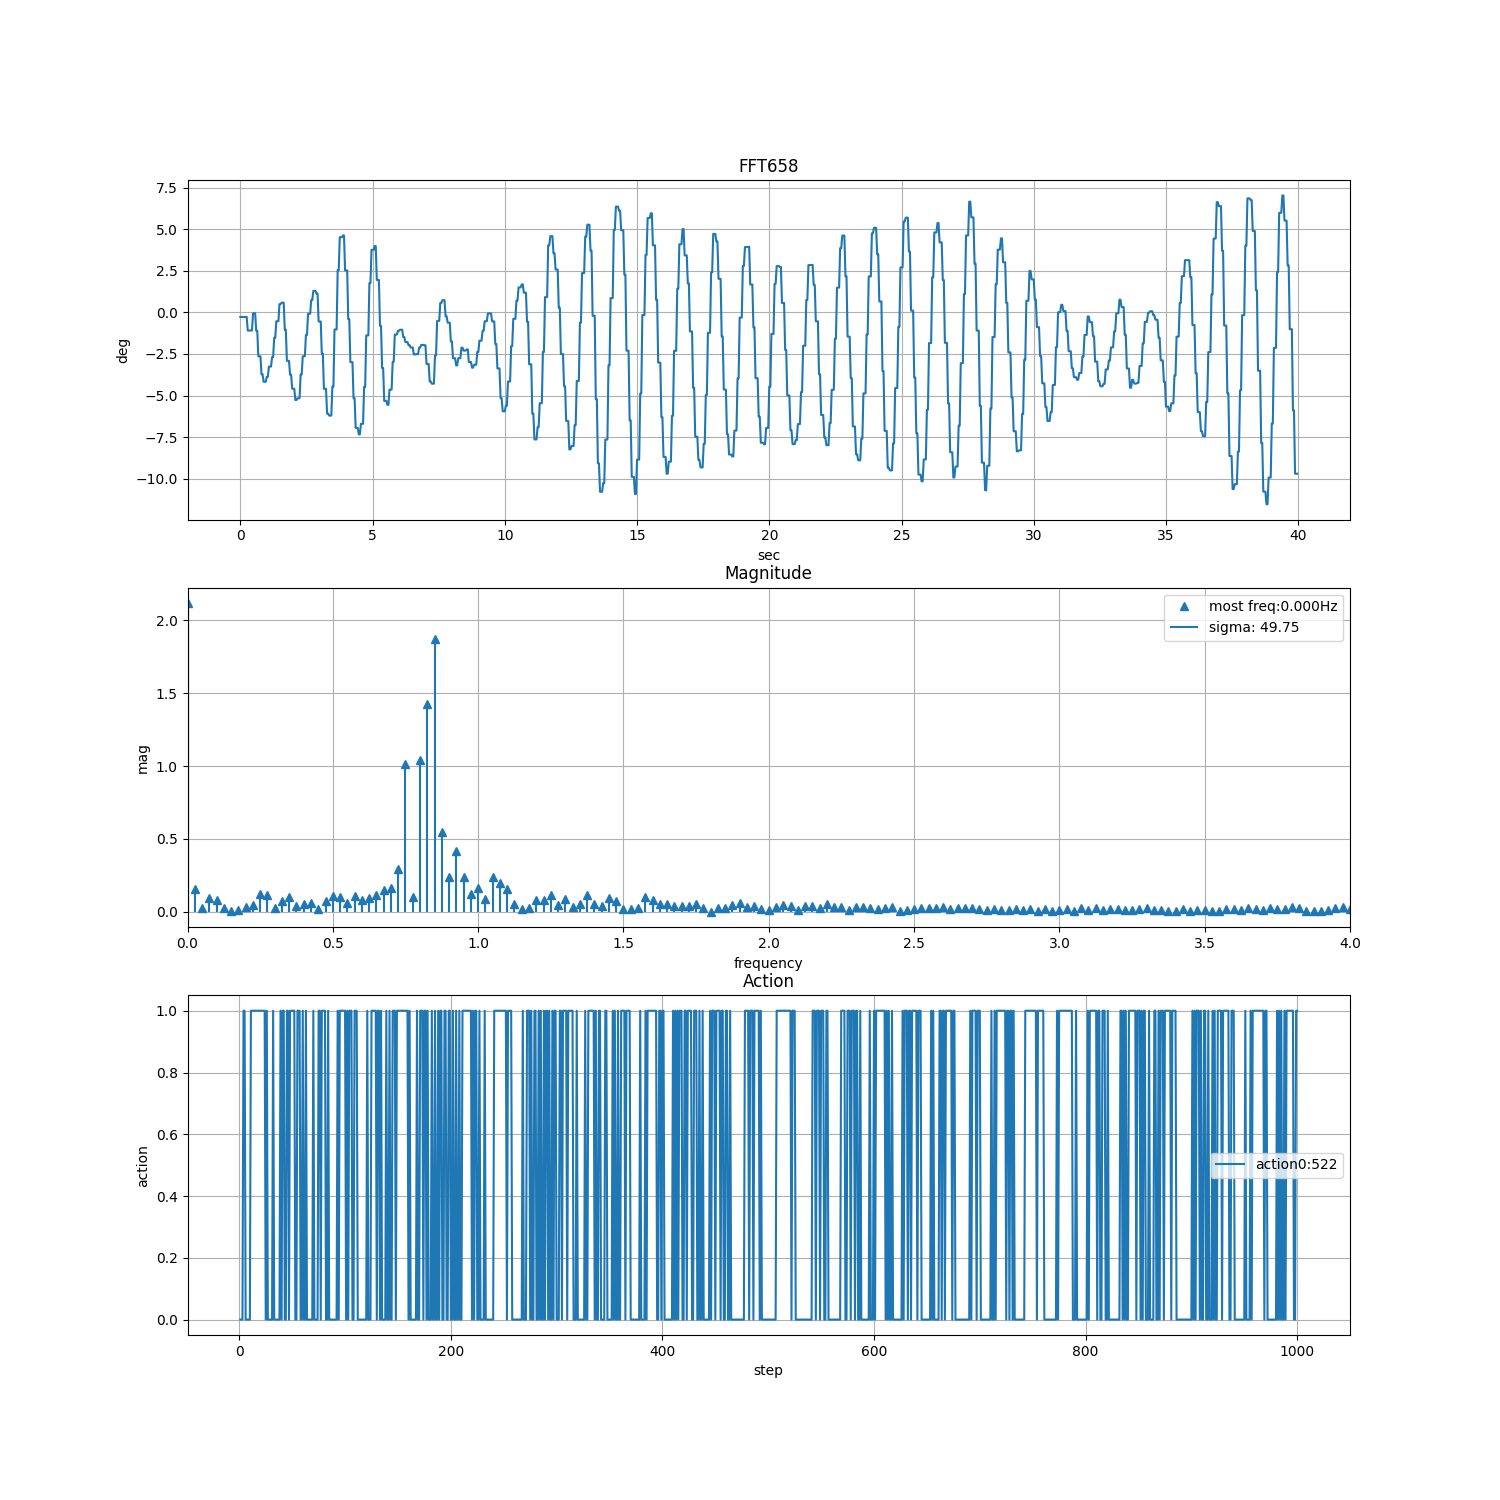 FFT658
7.5
5.0
2.5
0.0
−2.5
−5.0
−7.5
−10.0
deg
0 5 10 15 20 25 30 35 40
sec
Magnitude
most freq:0.000Hz
sigma: 49.75
2.0
1.5
1.0
0.5
0.0
mag
0.0 0.5 1.0 1.5 2.0 2.5 3.0 3.5 4.0
frequency
Action
1.0
0.8
0.6
0.4
0.2
0.0
action
action0:522
0 200 400 600 800 1000
step